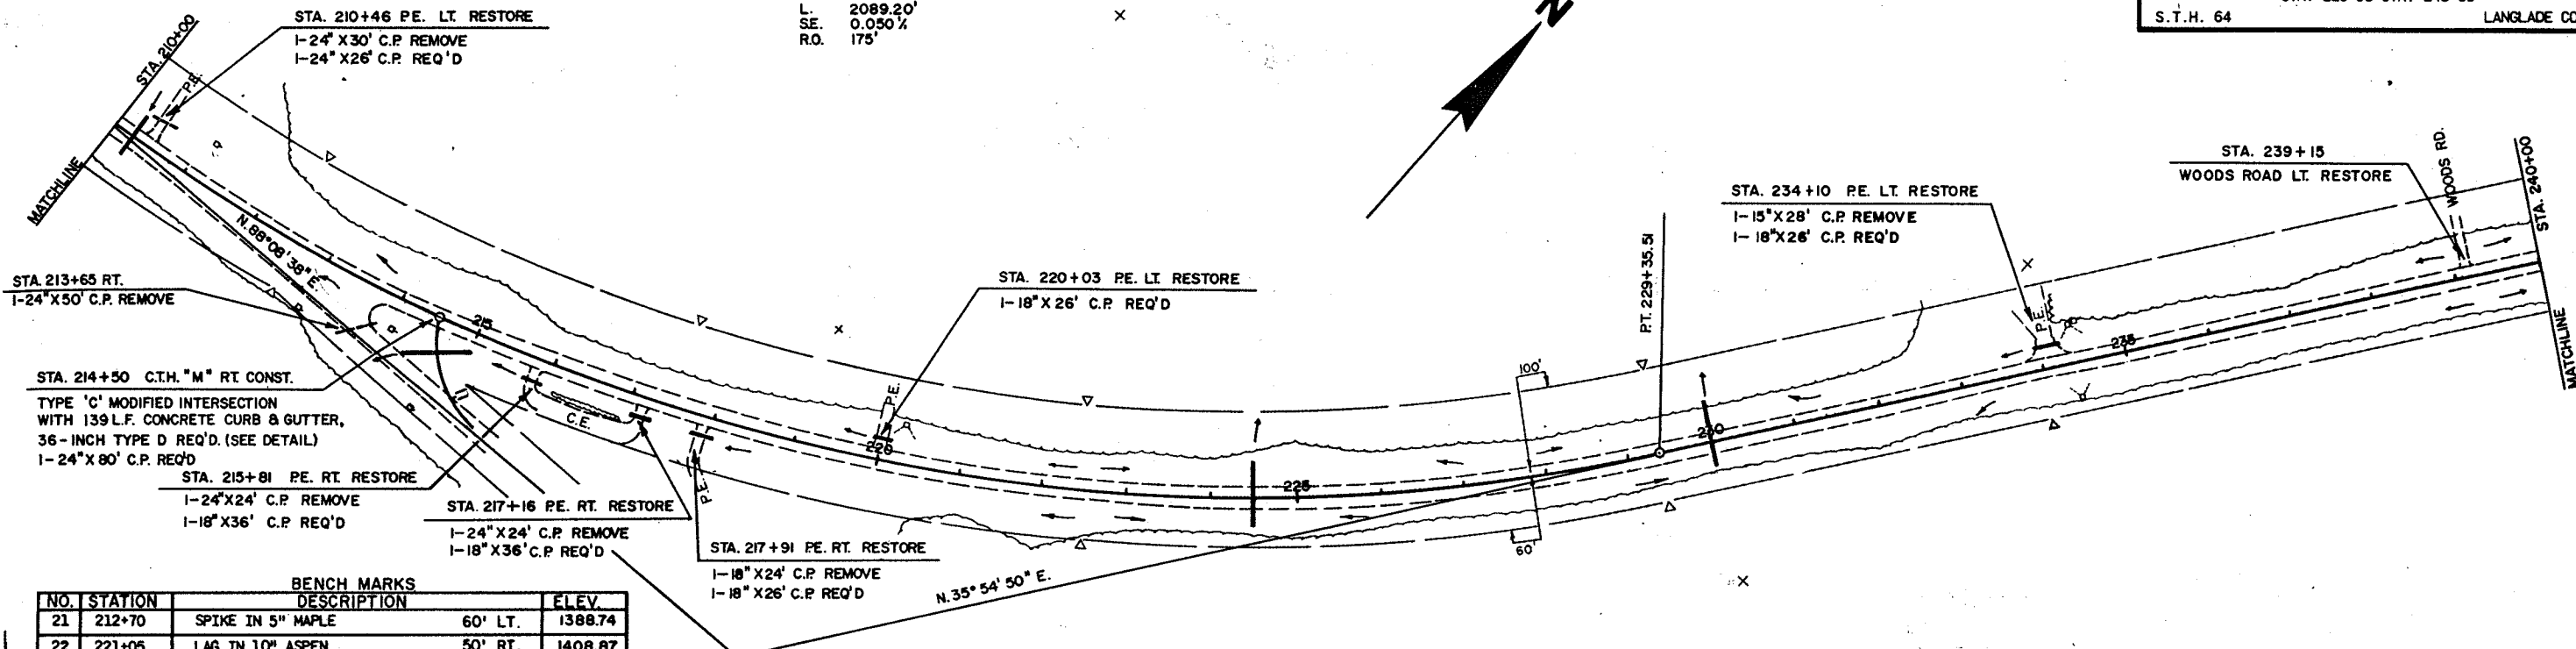 STA. 210+46 P.E. LT. RESTORE
1-24" X 30' C.P. REMOVE
1-24" X 26' C.P. REQ'D
L. 2089.20'
SE. 0.050 %
R.O. 175'
N
S.T.H. 64 LANGLADE CO
STA. 210+00
MATCHLINE
P.E.
N. 88° 08' 38" E.
STA. 213+65 RT.
1-24" X 50' C.P. REMOVE
STA. 214+50 C.T.H. "M" RT. CONST.
TYPE 'C' MODIFIED INTERSECTION
WITH 139 L.F. CONCRETE CURB & GUTTER,
36-INCH TYPE D REQ'D. (SEE DETAIL)
1-24" X 80' C.P. REQ'D
STA. 215+81 P.E. RT. RESTORE
1-24" X 24' C.P. REMOVE
1-18" X 36' C.P. REQ'D
STA. 217+16 P.E. RT. RESTORE
1-24" X 24' C.P. REMOVE
1-18" X 36' C.P. REQ'D
STA. 217+91 P.E. RT. RESTORE
1-18" X 24' C.P. REMOVE
1-18" X 26' C.P. REQ'D
215
C.E.
P.E.
P.E.
220
STA. 220+03 P.E. LT. RESTORE
1-18" X 26' C.P. REQ'D
225
N. 35° 54' 50" E.
100'
60'
P.T. 229+35.51
230
STA. 234+10 P.E. LT. RESTORE
1-15" X 28' C.P. REMOVE
1-18" X 26' C.P. REQ'D
P.E.
235
STA. 239+15
WOODS ROAD LT. RESTORE
WOODS RD.
STA. 240+00
MATCHLINE
BENCH MARKS
NO. STATION DESCRIPTION ELEV.
21 212+70 SPIKE IN 5" MAPLE 60' LT. 1388.74
22 221+05 LAG IN 10" ASPEN 50' RT. 1408.87